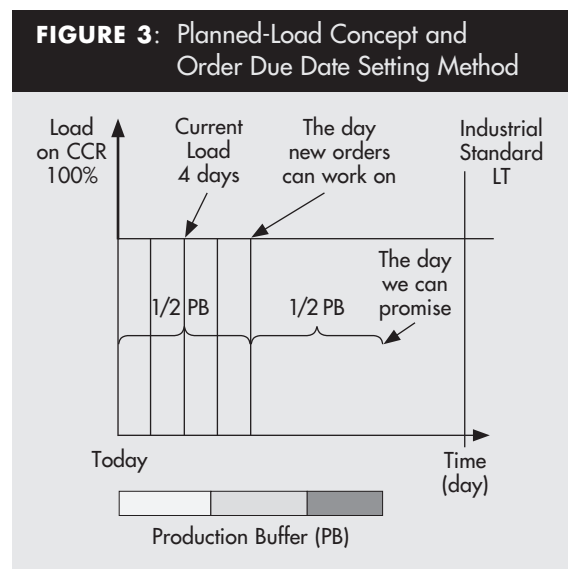 FIGURE 3: Planned-Load Concept and
Order Due Date Setting Method
Load
on CCR
100%
Current
Load
4 days
The day
new orders
can work on
Industrial
Standard
LT
The day
we can
promise
1/2 PB
1/2 PB
Today
Time
(day)
Production Buffer (PB)